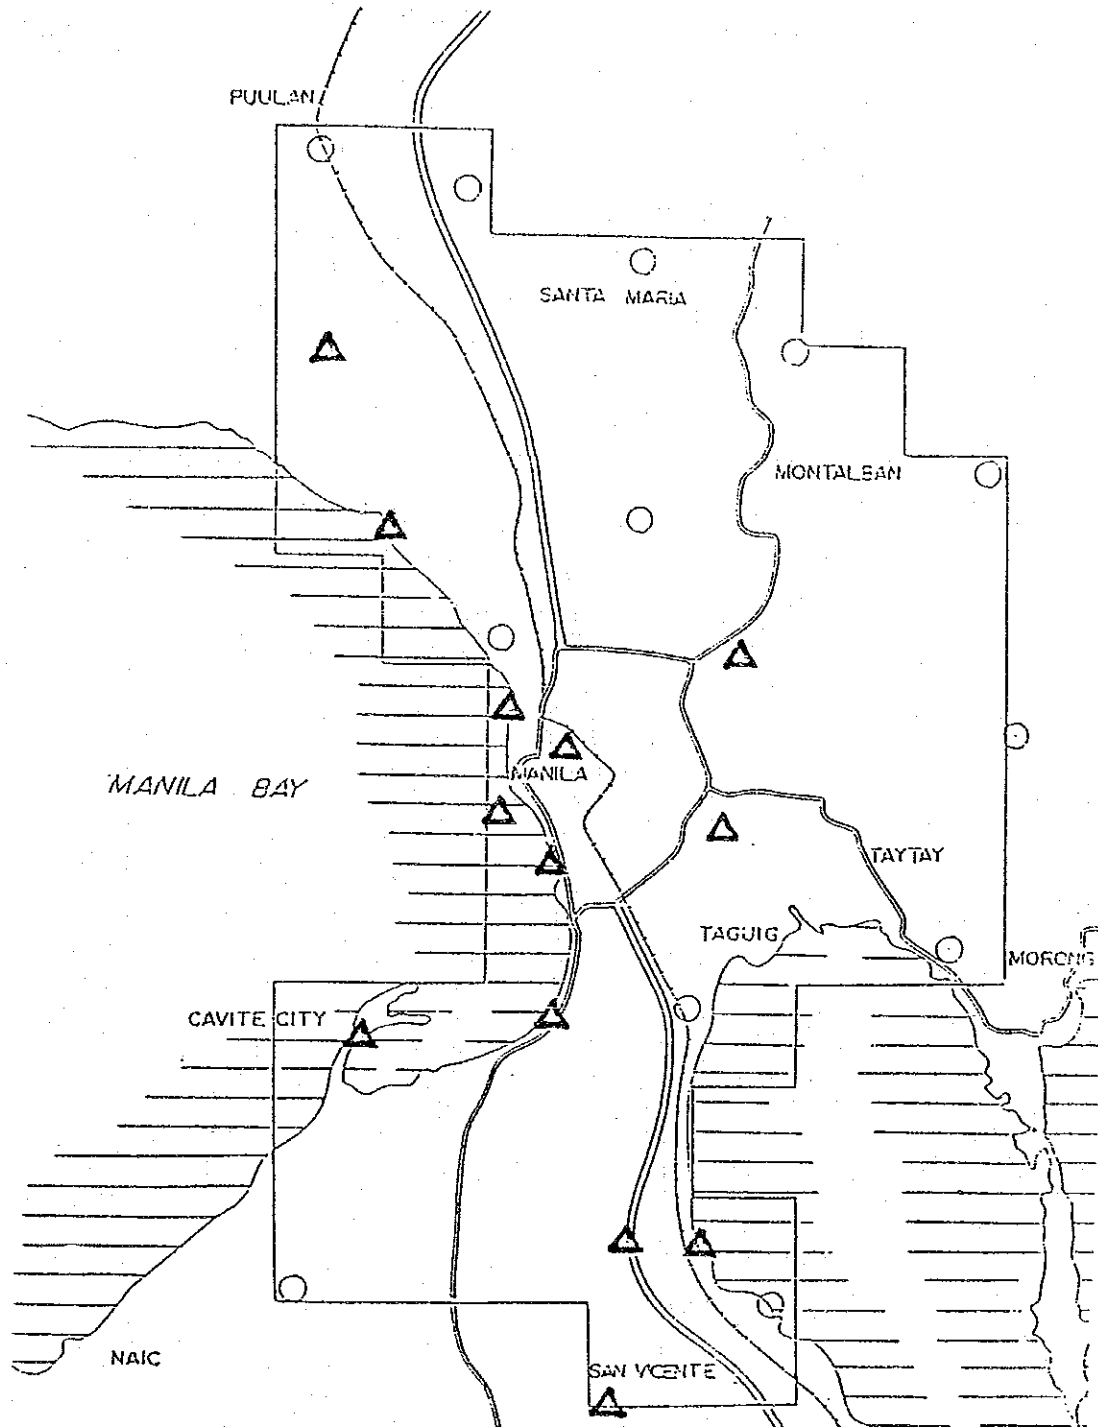 PUULAN
SANTA MARIA
MONTALBAN
MANILA BAY
MANILA
TAYTAY
TAGUIG
MORONG
CAVITE CITY
NAIC
SAN VICENTE